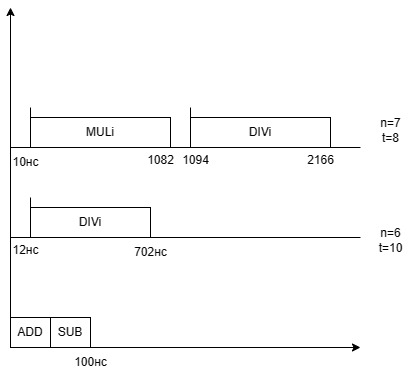 MULi DIVi n=7
t=8
10нс 1082 1094 2166
DIVi n=6
12нс 702нс t=10
ADD SUB
100нс